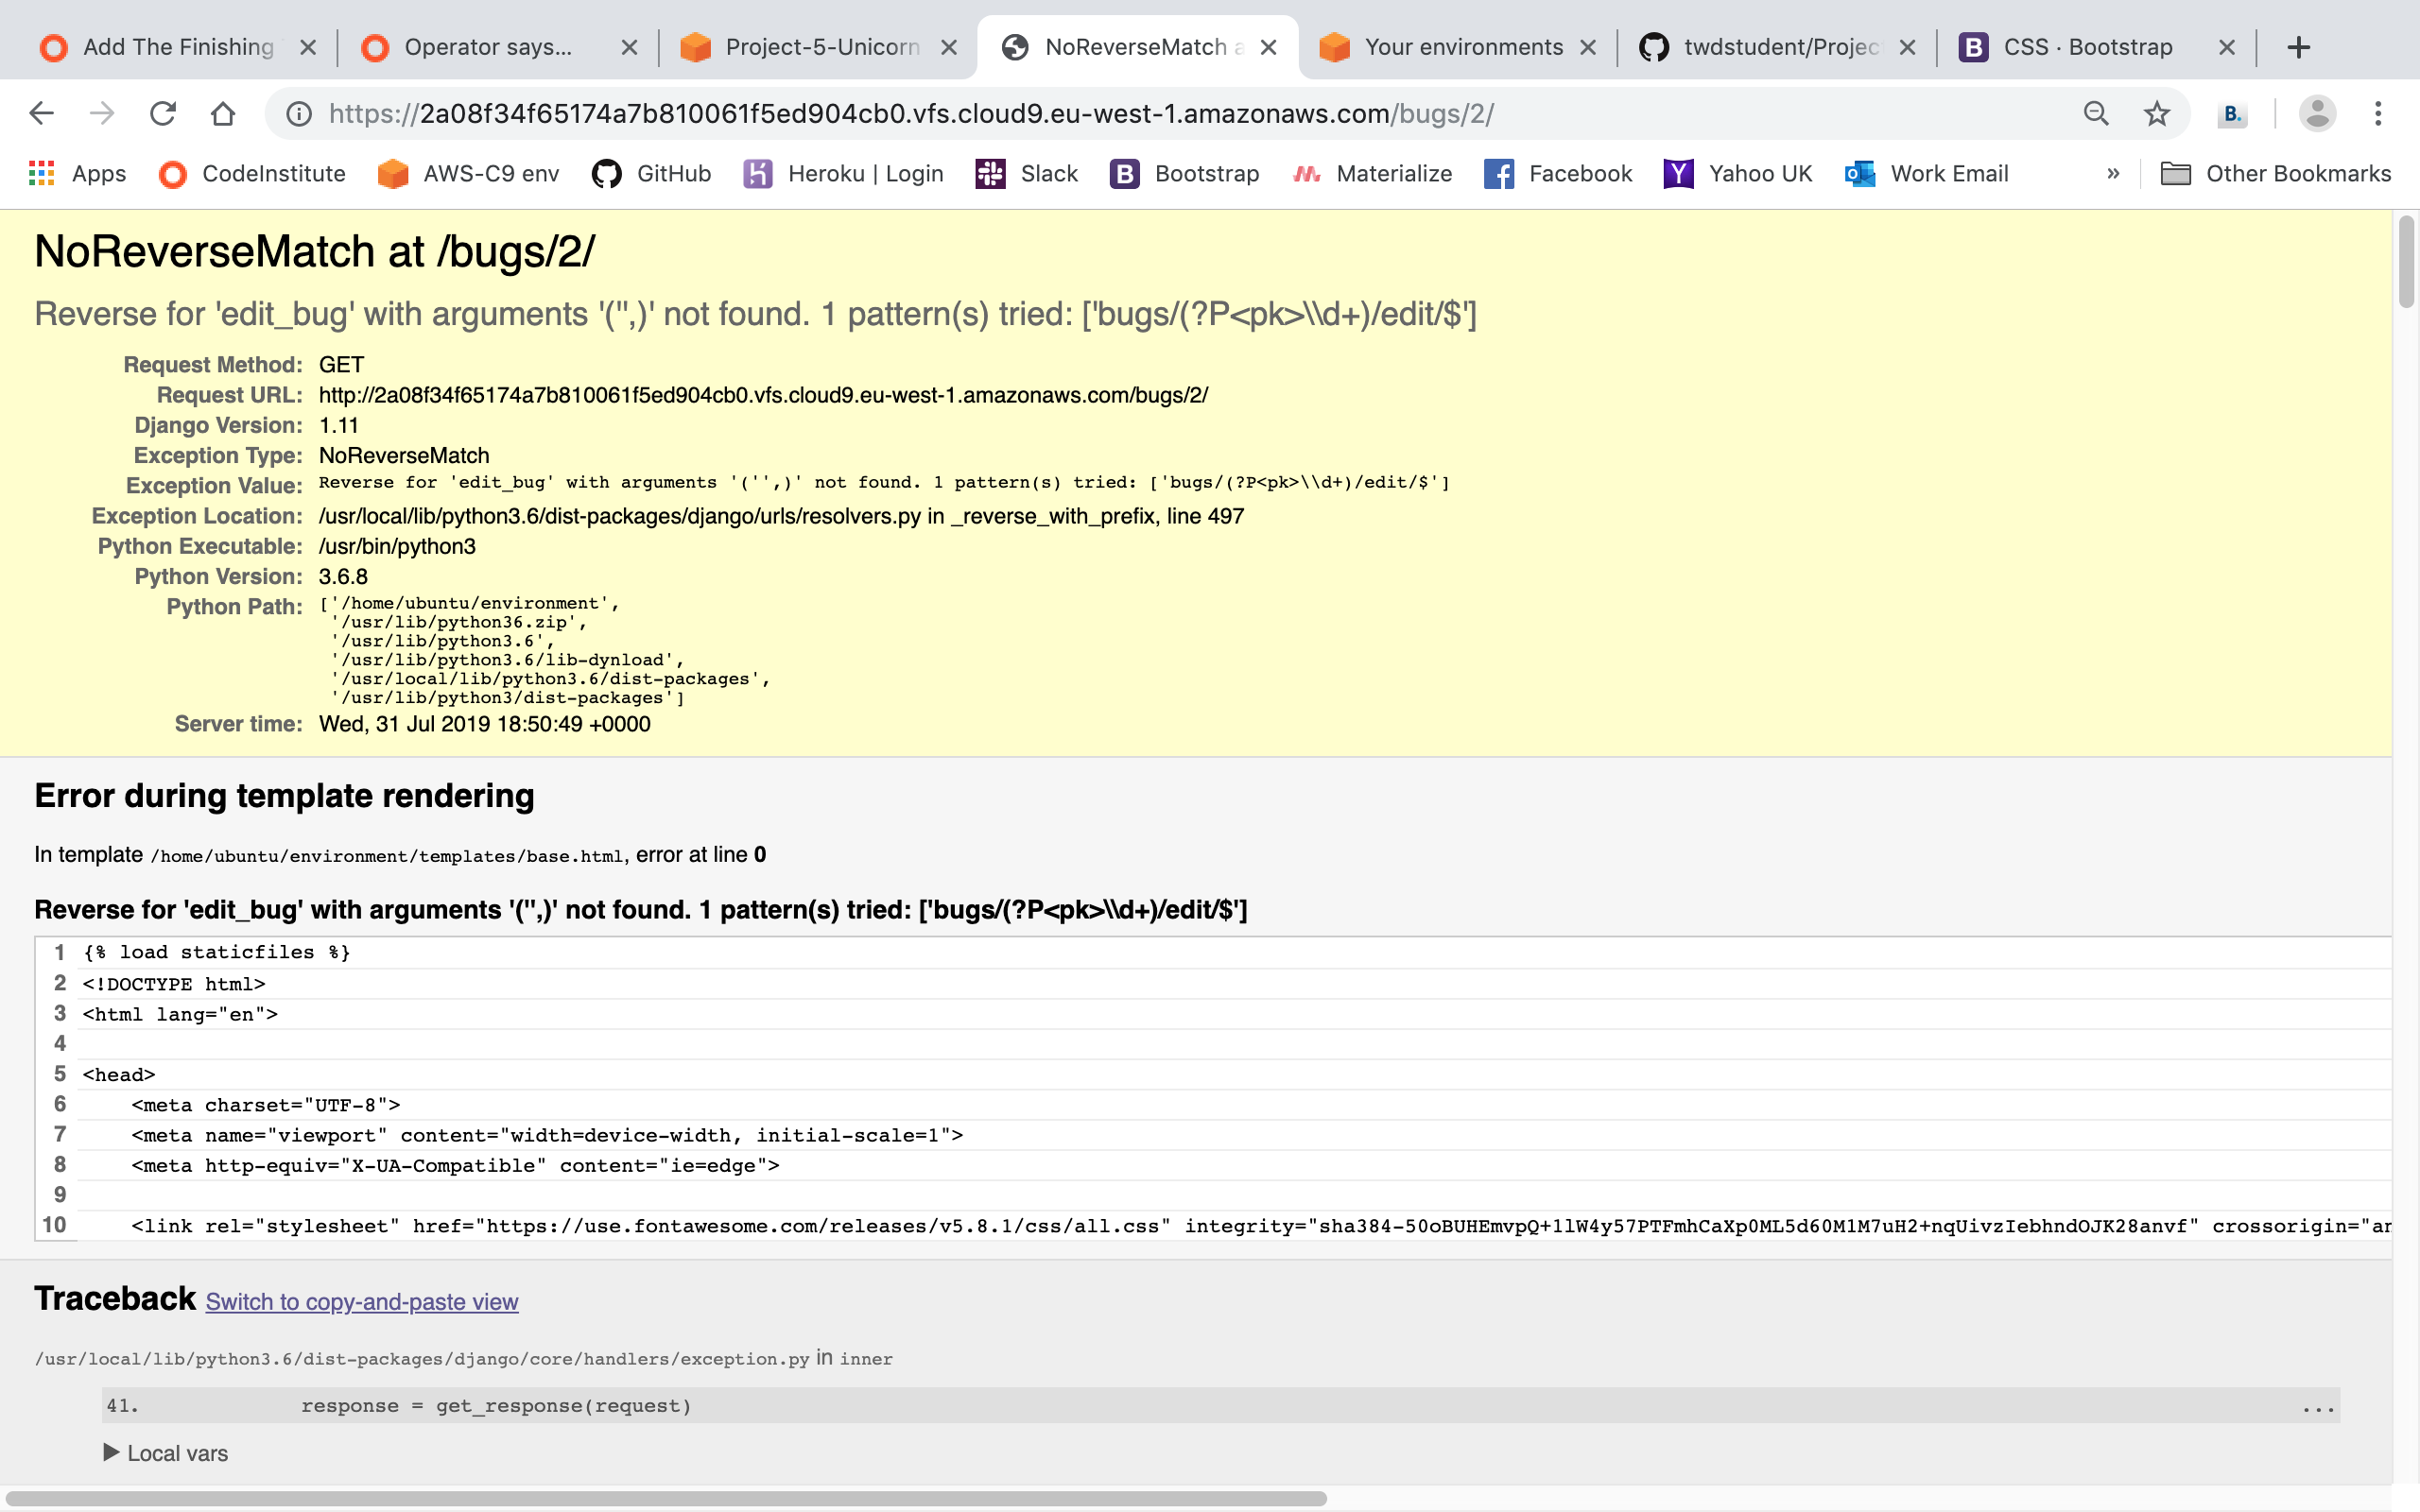 Add The Finishing
Operator says...
Project-5-Unicorn
NoReverseMatch a
Your environments
twdstudent/Projec
CSS · Bootstrap
https://2a08f34f65174a7b810061f5ed904cb0.vfs.cloud9.eu-west-1.amazonaws.com/bugs/2/
B.
Apps
CodeInstitute
AWS-C9 env
GitHub
Heroku | Login
Slack
Bootstrap
Materialize
Facebook
Yahoo UK
Work Email
»
Other Bookmarks
NoReverseMatch at /bugs/2/
Reverse for 'edit_bug' with arguments '('',)' not found. 1 pattern(s) tried: ['bugs/(?P<pk>\\d+)/edit/$']
Request Method: GET
Request URL: http://2a08f34f65174a7b810061f5ed904cb0.vfs.cloud9.eu-west-1.amazonaws.com/bugs/2/
Django Version: 1.11
Exception Type: NoReverseMatch
Exception Value: Reverse for 'edit_bug' with arguments '('',)' not found. 1 pattern(s) tried: ['bugs/(?P<pk>\\d+)/edit/$']
Exception Location: /usr/local/lib/python3.6/dist-packages/django/urls/resolvers.py in _reverse_with_prefix, line 497
Python Executable: /usr/bin/python3
Python Version: 3.6.8
Python Path: ['/home/ubuntu/environment',
'/usr/lib/python36.zip',
'/usr/lib/python3.6',
'/usr/lib/python3.6/lib-dynload',
'/usr/local/lib/python3.6/dist-packages',
'/usr/lib/python3/dist-packages']
Server time: Wed, 31 Jul 2019 18:50:49 +0000
Error during template rendering
In template /home/ubuntu/environment/templates/base.html, error at line 0
Reverse for 'edit_bug' with arguments '('',)' not found. 1 pattern(s) tried: ['bugs/(?P<pk>\\d+)/edit/$']
1 {% load staticfiles %}
2 <!DOCTYPE html>
3 <html lang="en">
4
5 <head>
6 <meta charset="UTF-8">
7 <meta name="viewport" content="width=device-width, initial-scale=1">
8 <meta http-equiv="X-UA-Compatible" content="ie=edge">
9
10 <link rel="stylesheet" href="https://use.fontawesome.com/releases/v5.8.1/css/all.css" integrity="sha384-50oBUHEmvpQ+1lW4y57PTFmhCaXp0ML5d60M1M7uH2+nqUivzIebhndOJK28anvf" crossorigin="an
Traceback Switch to copy-and-paste view
/usr/local/lib/python3.6/dist-packages/django/core/handlers/exception.py in inner
41. response = get_response(request) ...
▶ Local vars